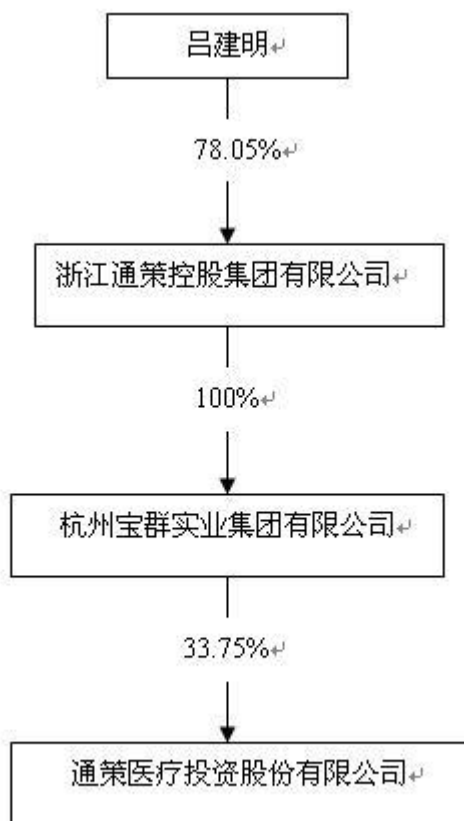 吕建明
78.05%
浙江通策控股集团有限公司
100%
杭州宝群实业集团有限公司
33.75%
通策医疗投资股份有限公司